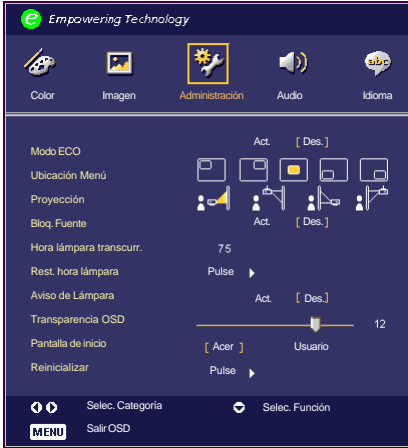 e Empowering Technology
Color Imagen Administración Audio Idioma
abc
Modo ECO Act. [ Des. ]
Ubicación Menú
Proyección
Bloq. Fuente Act. [ Des. ]
Hora lámpara transcurr. 75
Rest. hora lámpara Pulse
Aviso de Lámpara Act. [ Des. ]
Transparencia OSD 12
Pantalla de inicio [ Acer ] Usuario
Reinicializar Pulse
Selec. Categoría Selec. Función
MENU Salir OSD